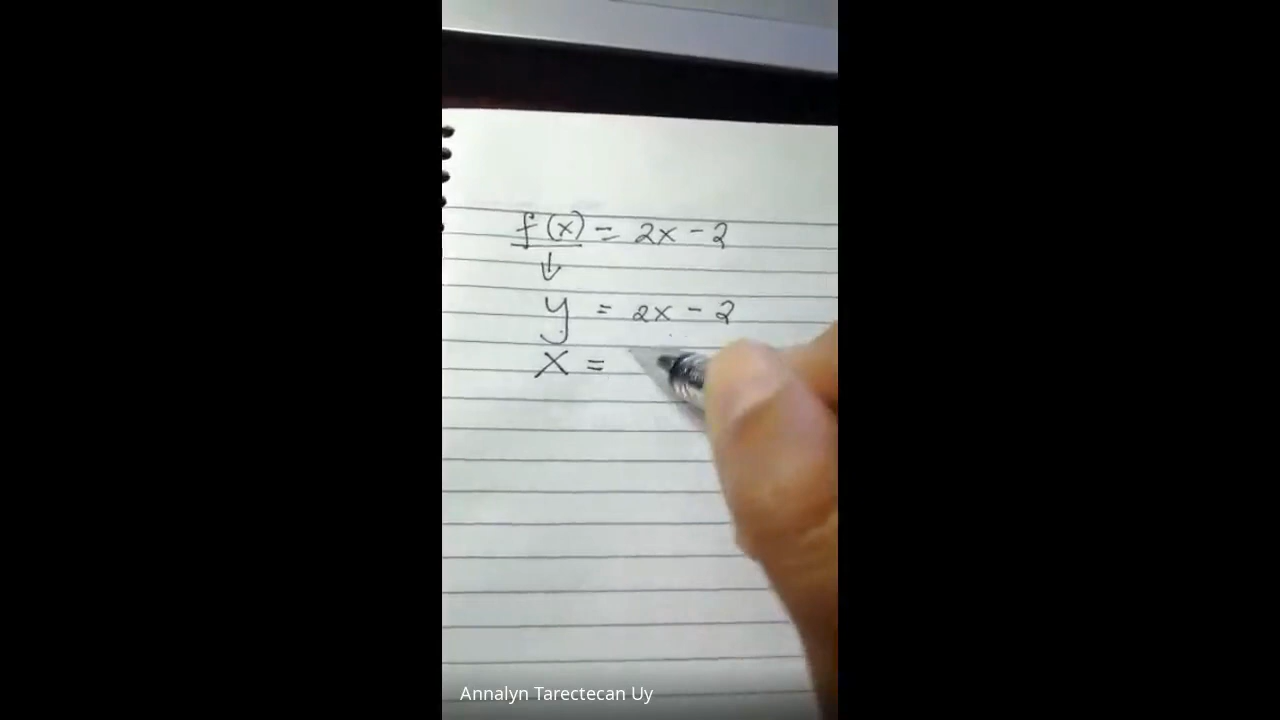 f(x) = 2x - 2
↓
y = 2x - 2
x =
Annalyn Tarectecan Uy